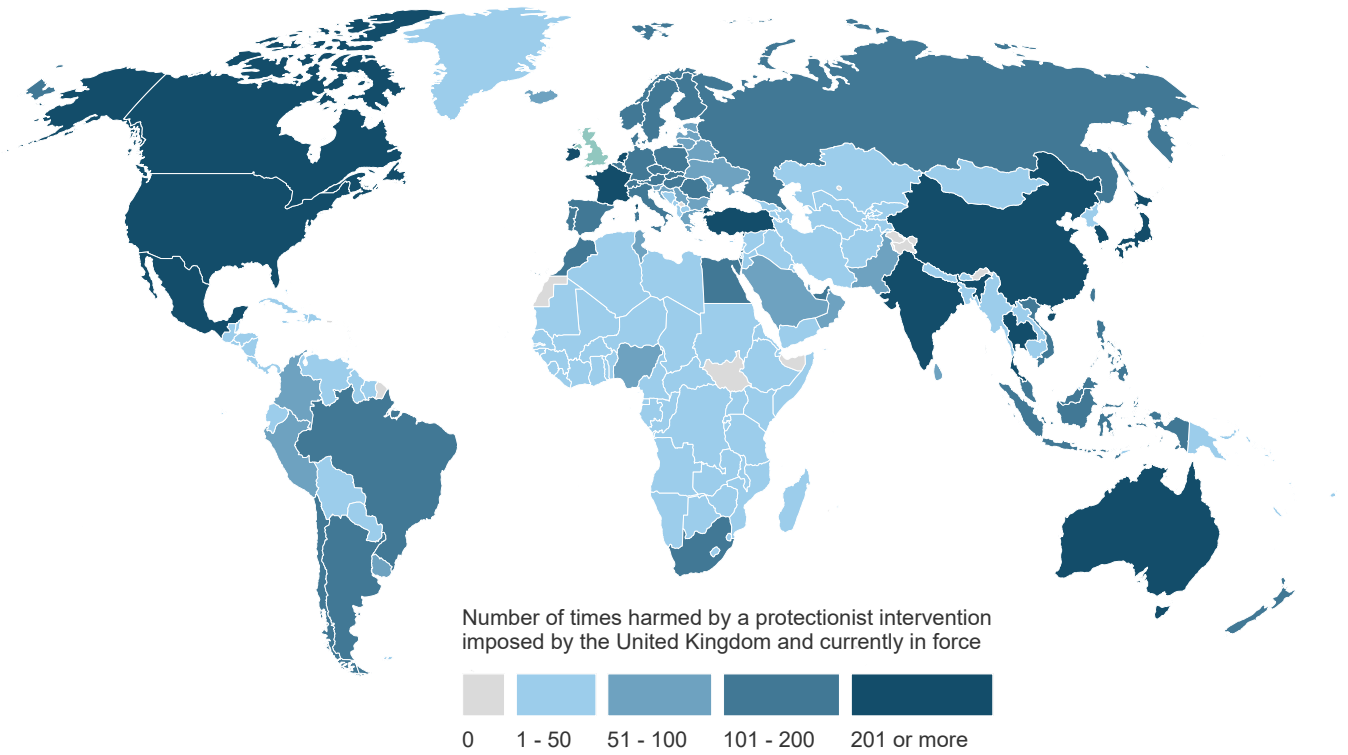 Number of times harmed by a protectionist intervention
imposed by the United Kingdom and currently in force
0 1 - 50 51 - 100 101 - 200 201 or more